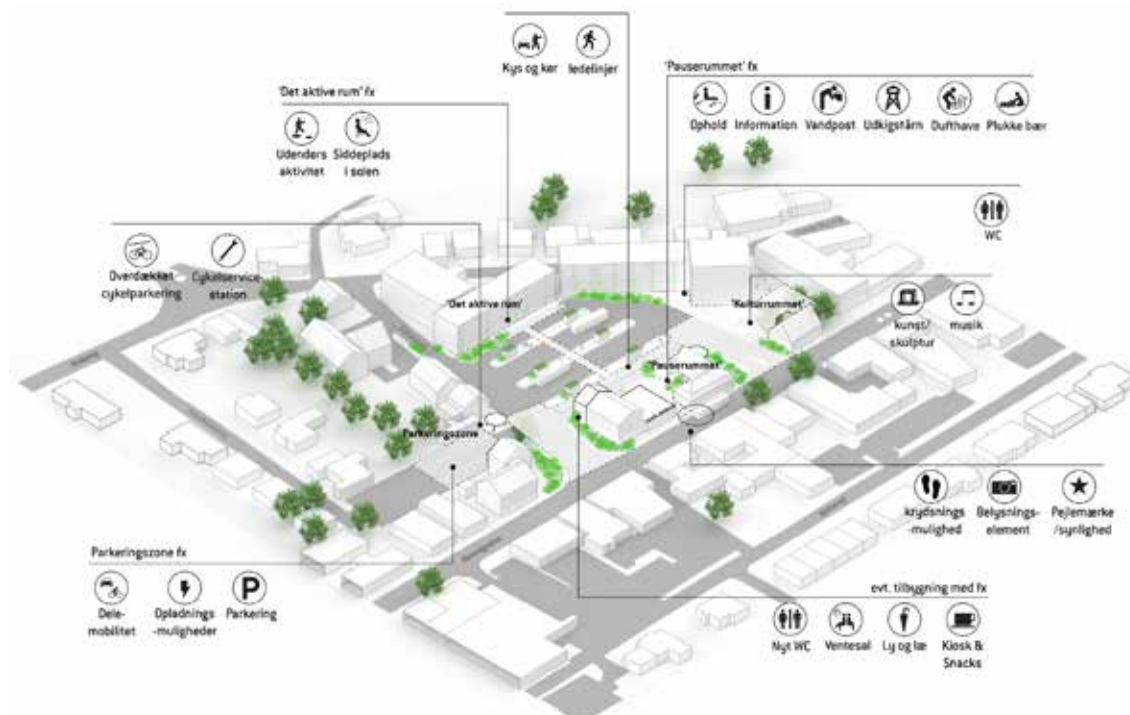 Kys og kør
ledelinjer
'Pauserummet' fx
Ophold
Information
Vandpost
Udkigstårn
Dufthave
Plukke bær
'Det aktive rum' fx
Udendørs
aktivitet
Siddeplads
i solen
WC
Overdækket
cykelparkering
Cykelservice-
station
'Det aktive rum'
'Kulturrummet'
kunst/
skulptur
musik
'Pauserummet'
Parkeringszone
krydsnings
-mulighed
Belysnings-
element
Pejlemærke
/synlighed
Parkeringszone fx
Dele-
mobilitet
Opladnings
-muligheder
Parkering
evt. tilbygning med fx
Nyt WC
Ventesal
Ly og læ
Kiosk &
Snacks